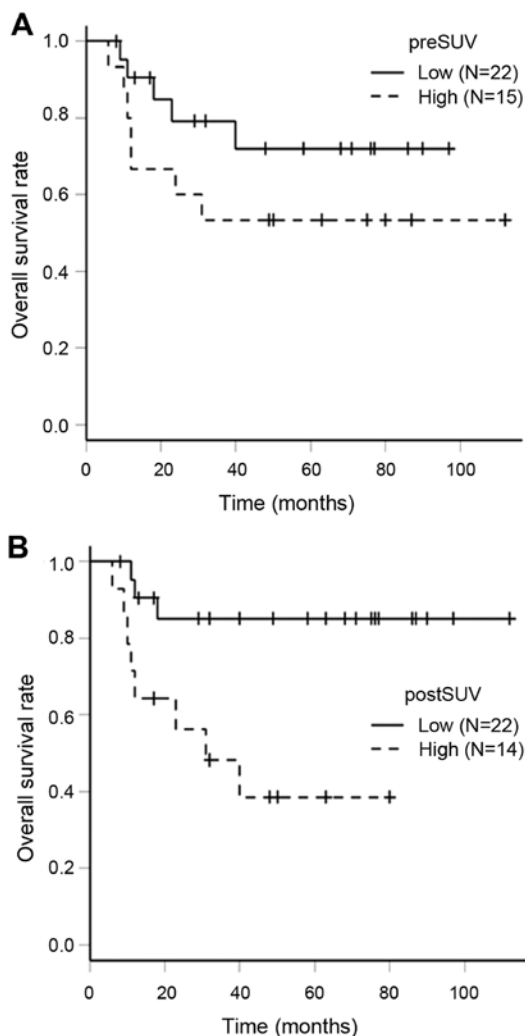 A
preSUV
Low (N=22)
High (N=15)
Overall survival rate
1.0
0.8
0.6
0.4
0.2
0.0
0 20 40 60 80 100
Time (months)
B
postSUV
Low (N=22)
High (N=14)
Overall survival rate
1.0
0.8
0.6
0.4
0.2
0.0
0 20 40 60 80 100
Time (months)